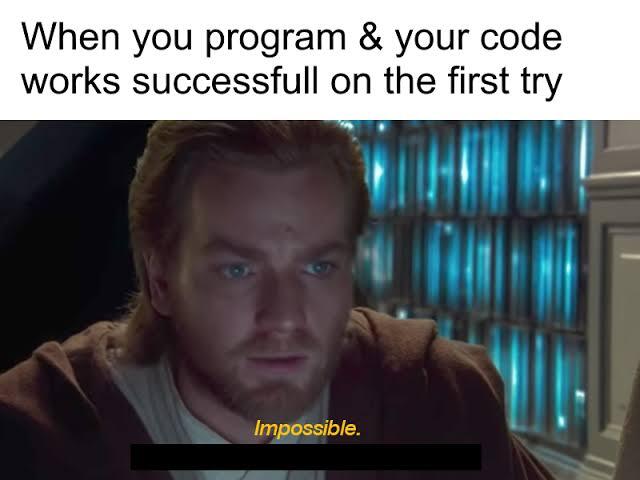 When you program & your code
works successfull on the first try
Impossible.